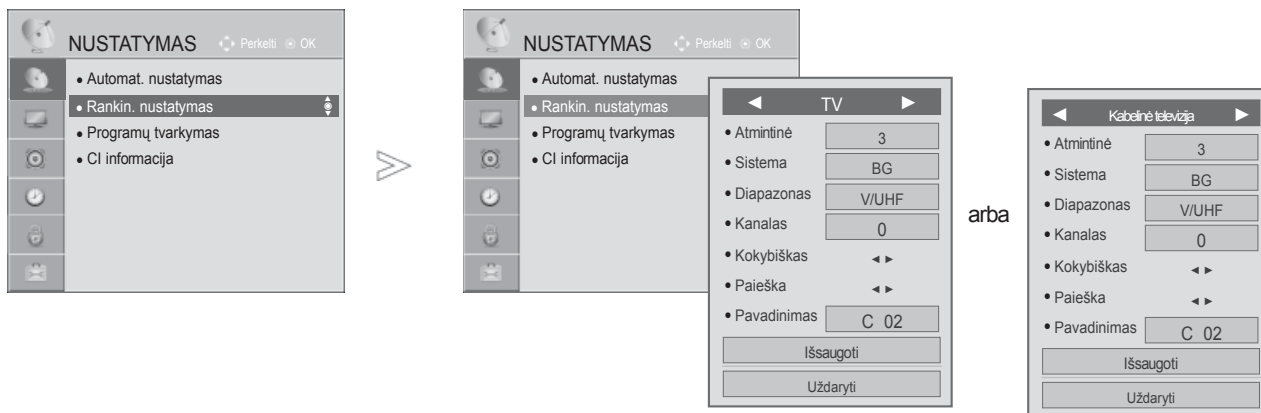 NUSTATYMAS Perkelti OK
• Automat. nustatymas
• Rankin. nustatymas
• Programų tvarkymas
• CI informacija
NUSTATYMAS Perkelti OK
• Automat. nustatymas
• Rankin. nustatymas
• Programų tvarkymas
• CI informacija
◄ TV ►
• Atmintinė 3
• Sistema BG
• Diapazonas V/UHF
• Kanalas 0
• Kokybiškas ◄ ►
• Paieška ◄ ►
• Pavadinimas C 02
Išsaugoti
Uždaryti
arba
◄ Kabelinė televizija ►
• Atmintinė 3
• Sistema BG
• Diapazonas V/UHF
• Kanalas 0
• Kokybiškas ◄ ►
• Paieška ◄ ►
• Pavadinimas C 02
Išsaugoti
Uždaryti